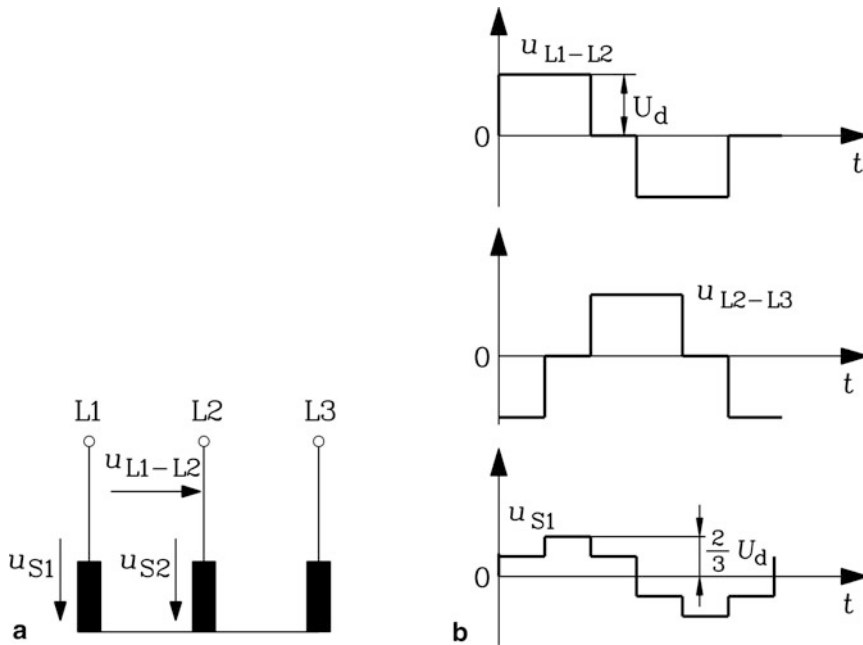 L1 L2 L3
u L1–L2
u S1
u S2
a
u L1–L2
U d
0
t
u L2–L3
0
t
u S1
2/3 U d
0
t
b